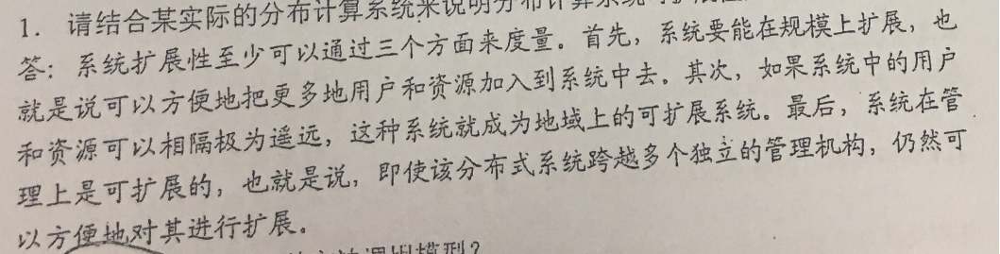 1. 请结合某实际的分布计算系统来说明分布计算系统可扩展性
答：系统扩展性至少可以通过三个方面来度量。首先，系统要能在规模上扩展，也
就是说可以方便地把更多地用户和资源加入到系统中去。其次，如果系统中的用户
和资源可以相隔极为遥远，这种系统就成为地域上的可扩展系统。最后，系统在管
理上是可扩展的，也就是说，即使该分布式系统跨越多个独立的管理机构，仍然可
以方便地对其进行扩展。
调用模型？